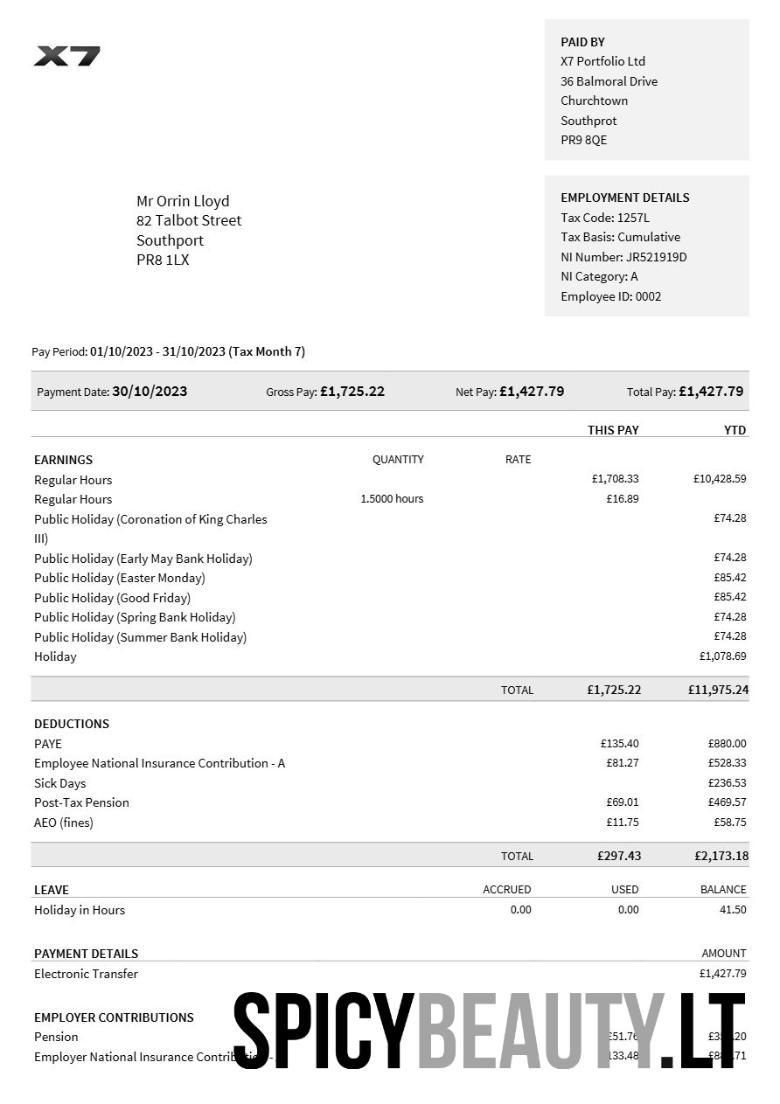 X7
PAID BY
X7 Portfolio Ltd
36 Balmoral Drive
Churchtown
Southprot
PR9 8QE
Mr Orrin Lloyd
82 Talbot Street
Southport
PR8 1LX
EMPLOYMENT DETAILS
Tax Code: 1257L
Tax Basis: Cumulative
NI Number: JR521919D
NI Category: A
Employee ID: 0002
Pay Period: 01/10/2023 - 31/10/2023 (Tax Month 7)
Payment Date: 30/10/2023 Gross Pay: £1,725.22 Net Pay: £1,427.79 Total Pay: £1,427.79
THIS PAY YTD
EARNINGS QUANTITY RATE
Regular Hours £1,708.33 £10,428.59
Regular Hours 1.5000 hours £16.89
Public Holiday (Coronation of King Charles £74.28
III)
Public Holiday (Early May Bank Holiday) £74.28
Public Holiday (Easter Monday) £85.42
Public Holiday (Good Friday) £85.42
Public Holiday (Spring Bank Holiday) £74.28
Public Holiday (Summer Bank Holiday) £74.28
Holiday £1,078.69
TOTAL £1,725.22 £11,975.24
DEDUCTIONS
PAYE £135.40 £880.00
Employee National Insurance Contribution - A £81.27 £528.33
Sick Days £236.53
Post-Tax Pension £69.01 £469.57
AEO (fines) £11.75 £58.75
TOTAL £297.43 £2,173.18
LEAVE ACCRUED USED BALANCE
Holiday in Hours 0.00 0.00 41.50
PAYMENT DETAILS AMOUNT
Electronic Transfer £1,427.79
EMPLOYER CONTRIBUTIONS
Pension £51.76
Employer National Insurance
SPICYBEAUTY.LT